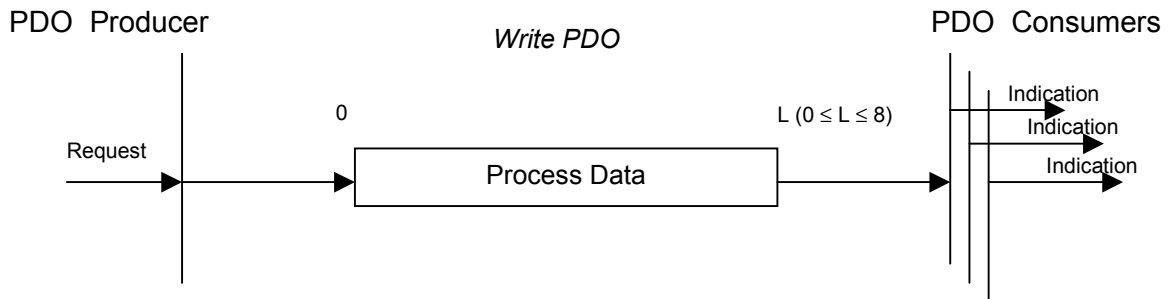 PDO Producer
Write PDO
PDO Consumers
0
L (0 ≤ L ≤ 8)
Indication
Indication
Indication
Request
Process Data